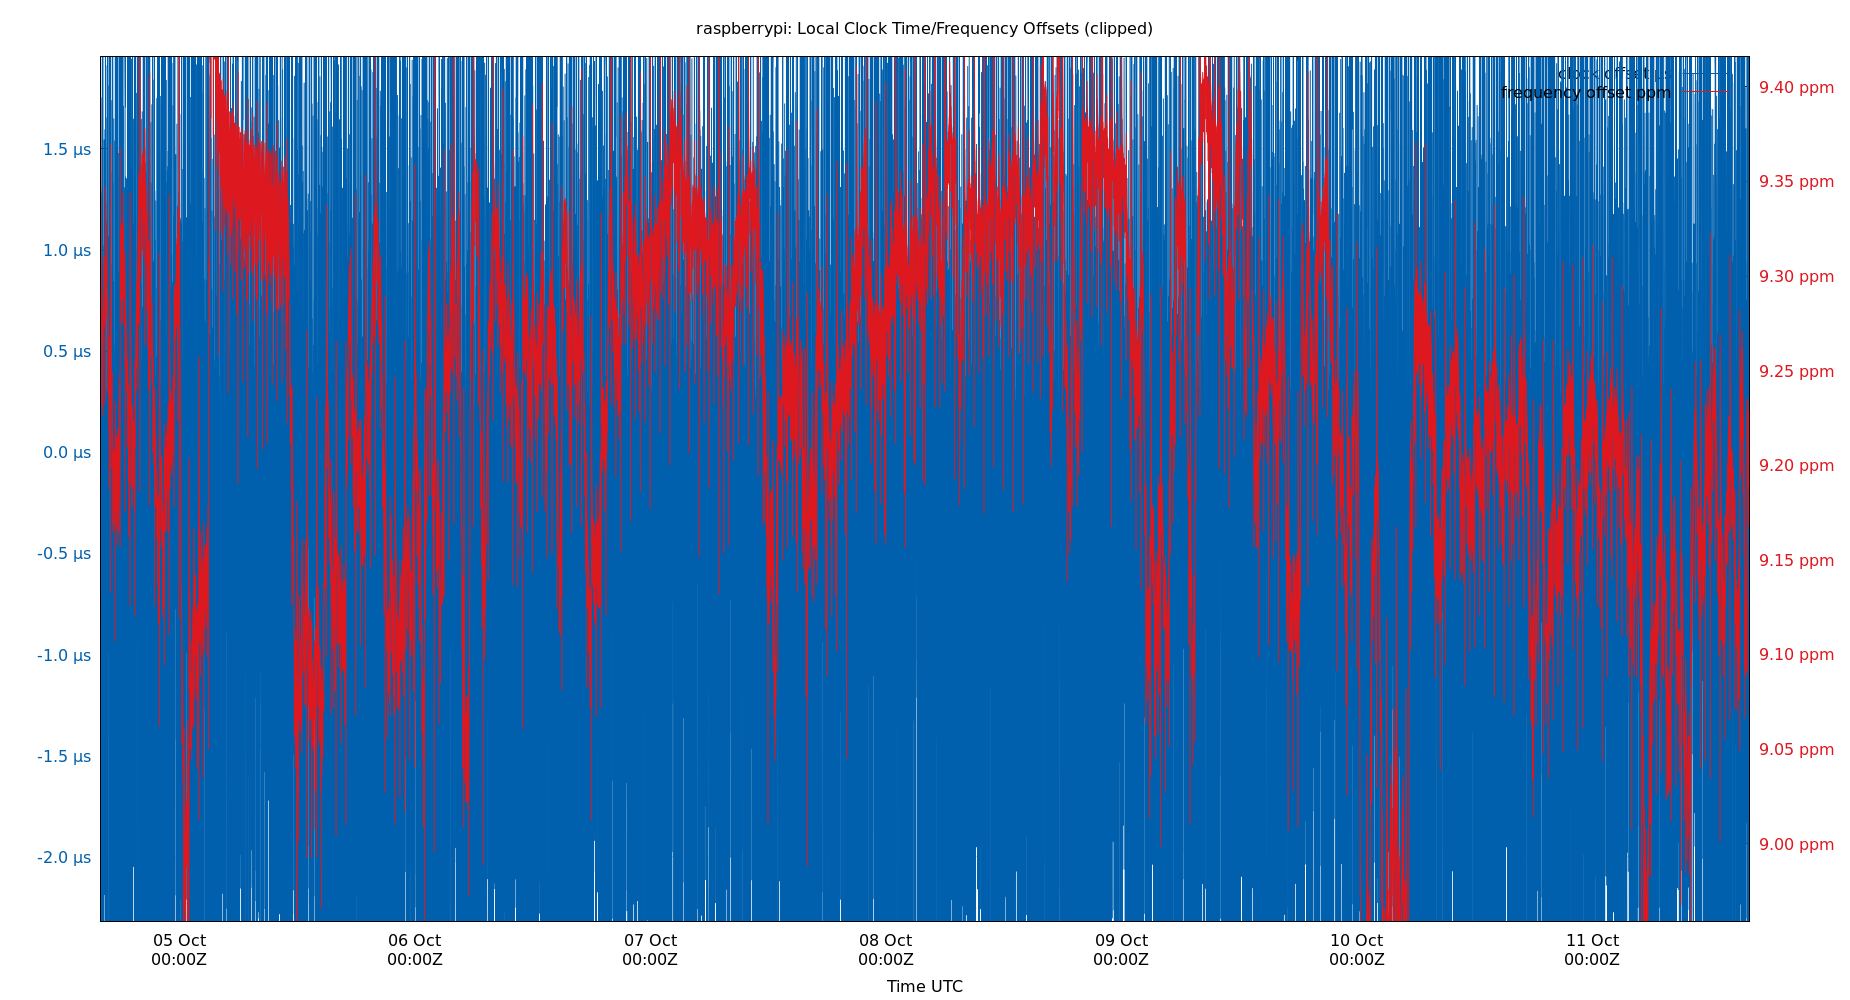 raspberrypi: Local Clock Time/Frequency Offsets (clipped)
clock offset µs
frequency offset ppm
1.5 µs
1.0 µs
0.5 µs
0.0 µs
-0.5 µs
-1.0 µs
-1.5 µs
-2.0 µs
9.40 ppm
9.35 ppm
9.30 ppm
9.25 ppm
9.20 ppm
9.15 ppm
9.10 ppm
9.05 ppm
9.00 ppm
05 Oct
00:00Z
06 Oct
00:00Z
07 Oct
00:00Z
08 Oct
00:00Z
09 Oct
00:00Z
10 Oct
00:00Z
11 Oct
00:00Z
Time UTC